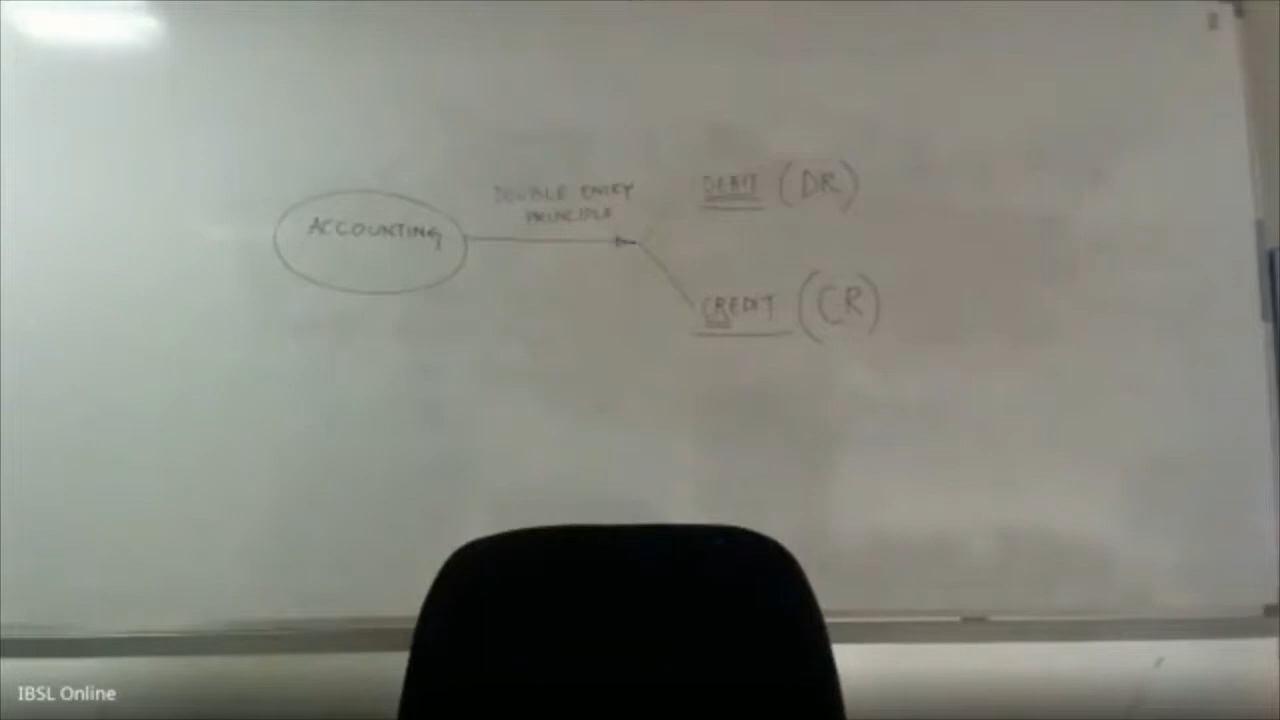 ACCOUNTING
DOUBLE ENTRY
PRINCIPLE
DEBIT (DR)
CREDIT (CR)
IBSL Online